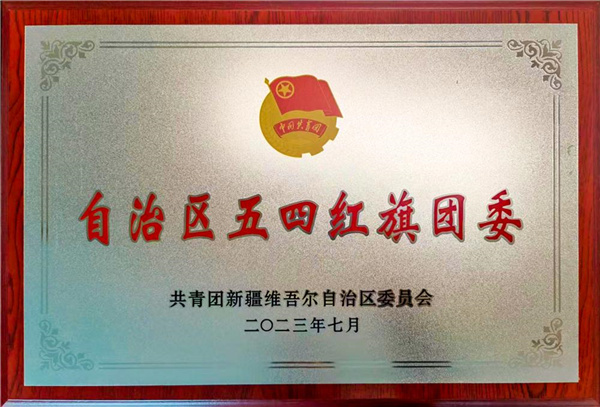 中国共青团
自治区五四红旗团委
共青团新疆维吾尔自治区委员会
二〇二三年七月